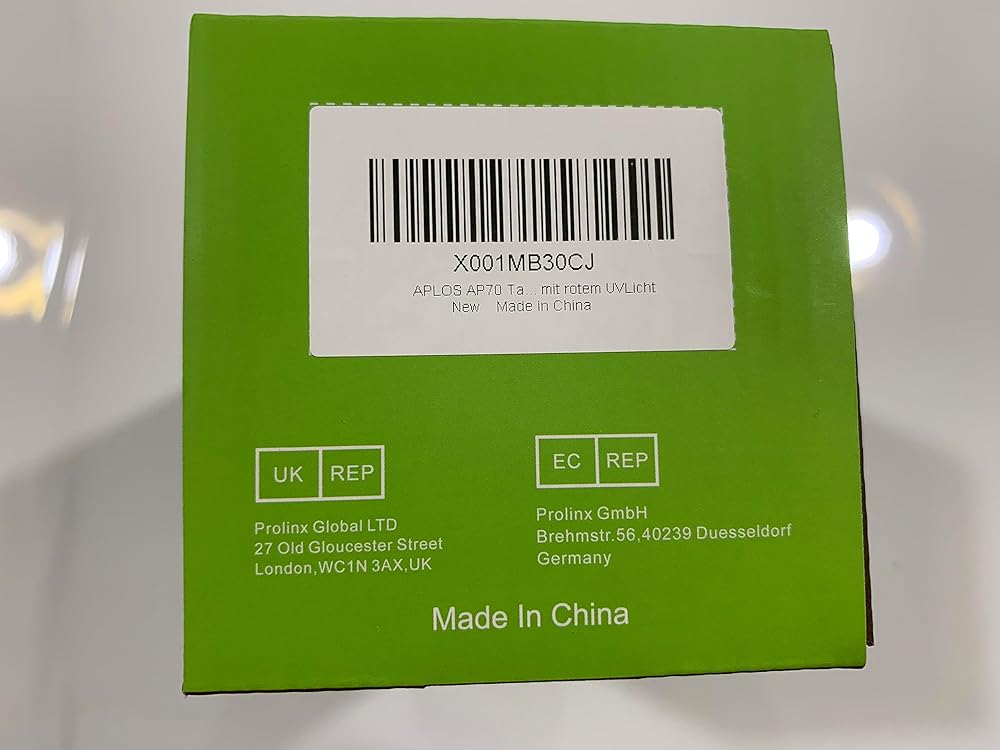 X001MB30CJ
APLOS AP70 Ta... mit rotem UVLicht
New Made in China
UK REP
Prolinx Global LTD
27 Old Gloucester Street
London,WC1N 3AX,UK
EC REP
Prolinx GmbH
Brehmstr.56,40239 Duesseldorf
Germany
Made In China